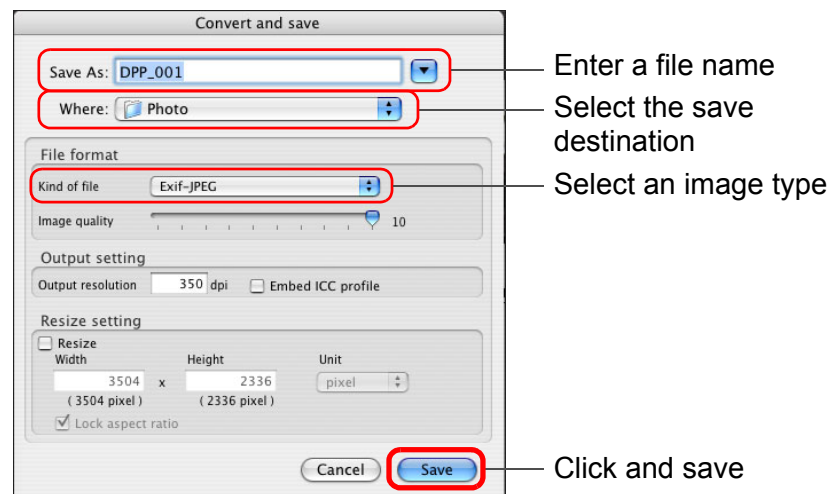 Convert and save
Save As: DPP_001
Enter a file name
Where: Photo
Select the save
destination
File format
Kind of file Exif-JPEG
Select an image type
Image quality 10
Output setting
Output resolution 350 dpi Embed ICC profile
Resize setting
Resize
Width Height Unit
3504 x 2336 pixel
( 3504 pixel ) ( 2336 pixel )
Lock aspect ratio
Cancel Save
Click and save